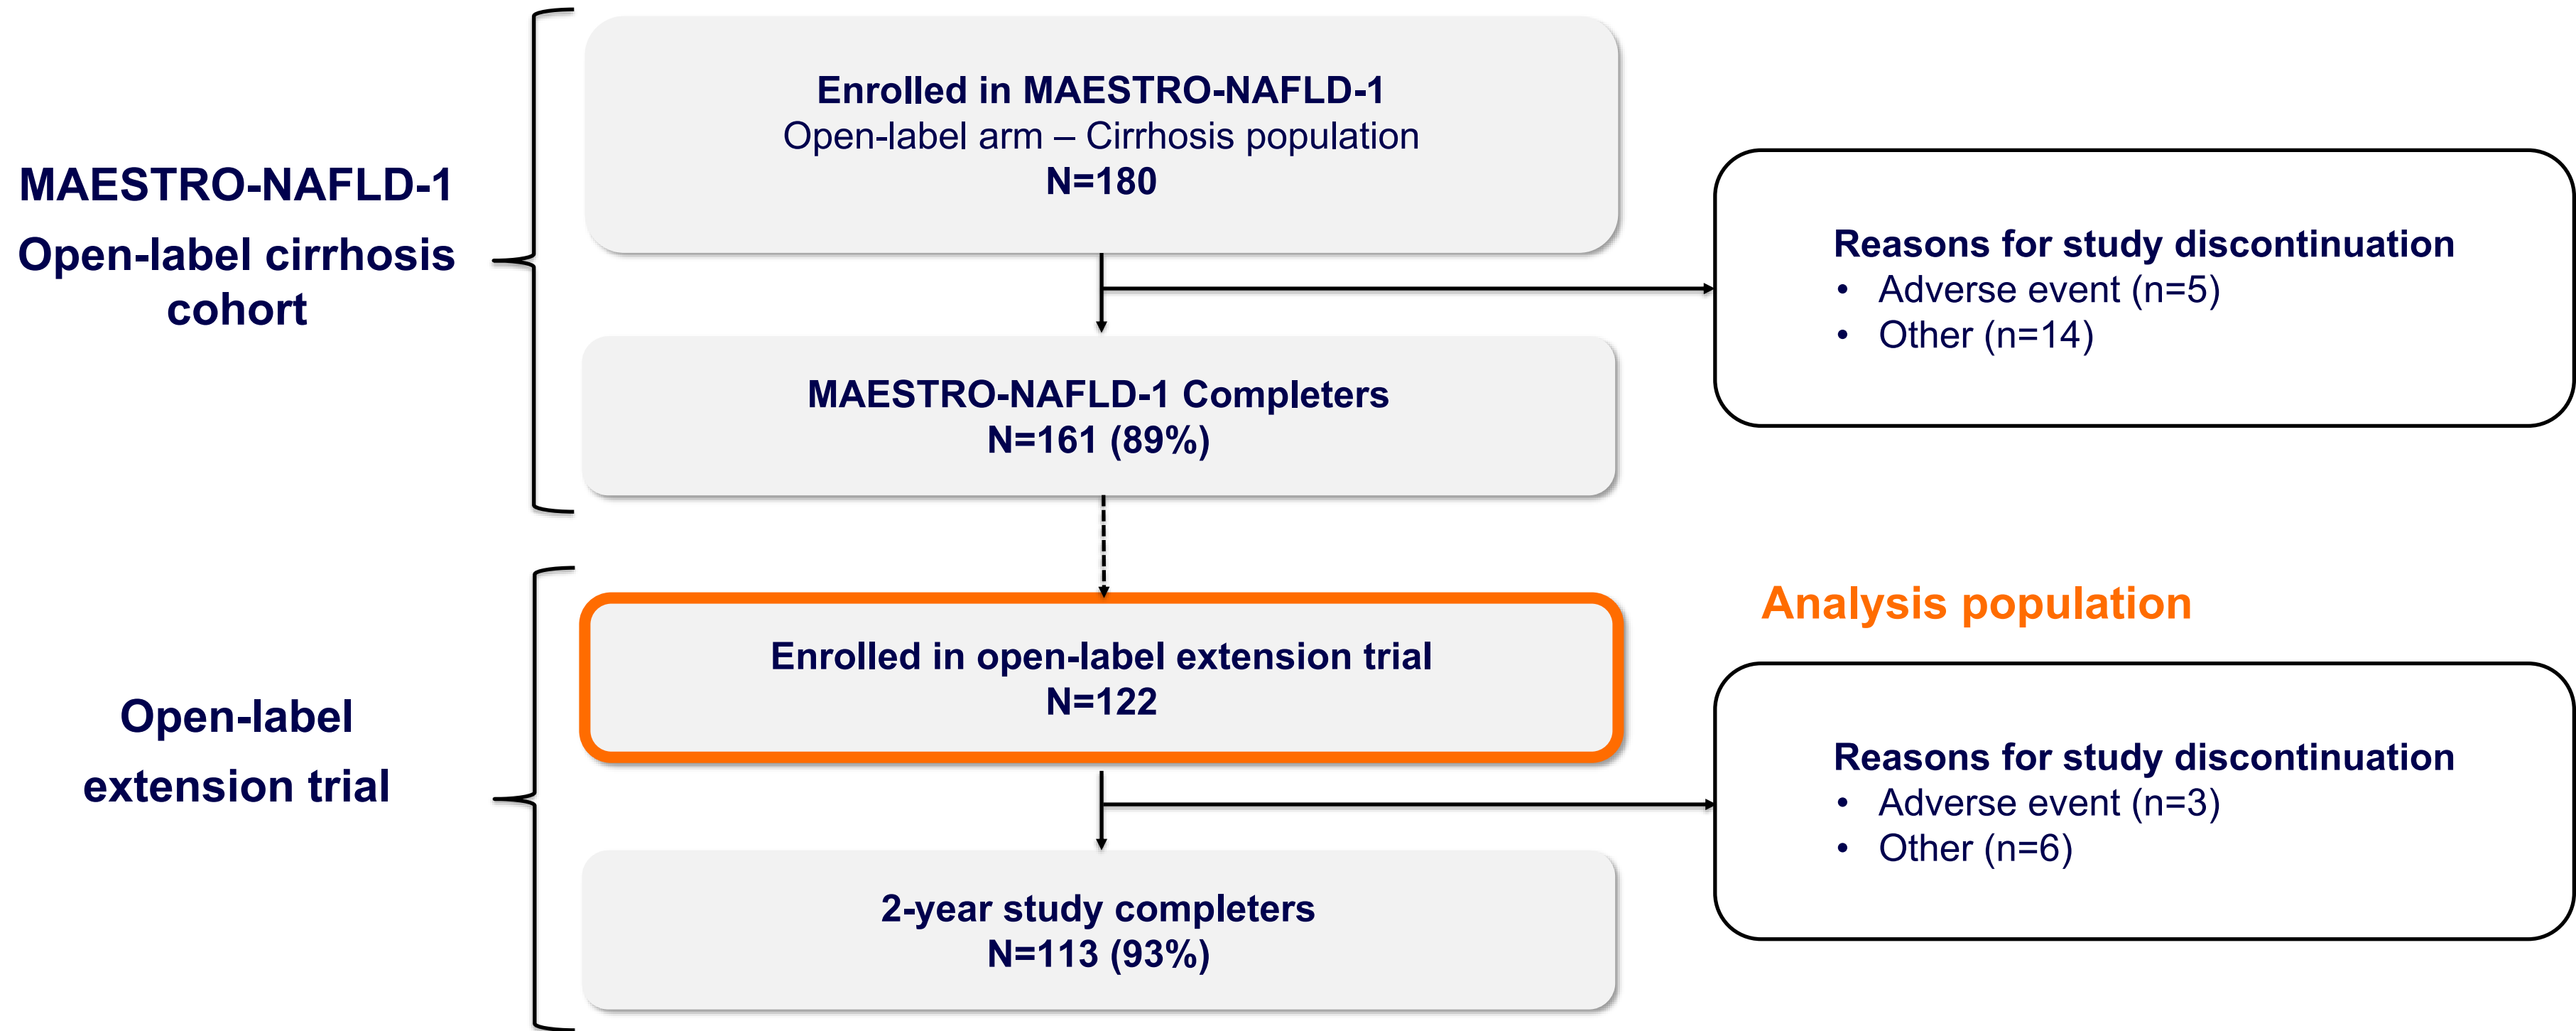 MAESTRO-NAFLD-1
Open-label cirrhosis
cohort
Enrolled in MAESTRO-NAFLD-1
Open-label arm – Cirrhosis population
N=180
Reasons for study discontinuation
• Adverse event (n=5)
• Other (n=14)
MAESTRO-NAFLD-1 Completers
N=161 (89%)
Open-label
extension trial
Enrolled in open-label extension trial
N=122
Analysis population
Reasons for study discontinuation
• Adverse event (n=3)
• Other (n=6)
2-year study completers
N=113 (93%)